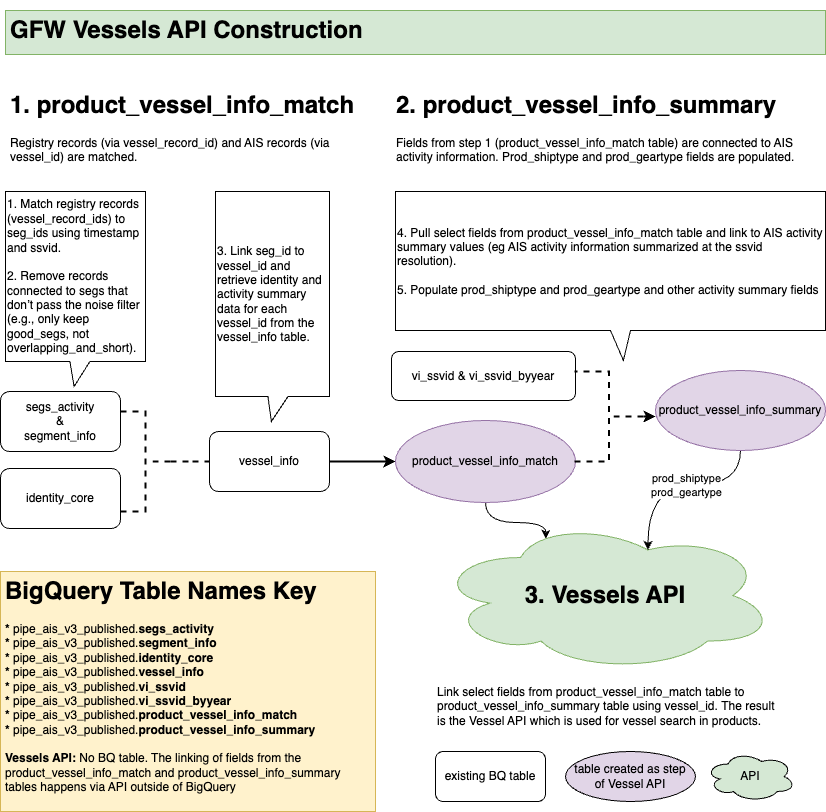 GFW Vessels API Construction
1. product_vessel_info_match
Registry records (via vessel_record_id) and AIS records (via
vessel_id) are matched.
2. product_vessel_info_summary
Fields from step 1 (product_vessel_info_match table) are connected to AIS
activity information. Prod_shiptype and prod_geartype fields are populated.
1. Match registry records
(vessel_record_ids) to
seg_ids using timestamp
and ssvid.
2. Remove records
connected to segs that
don't pass the noise filter
(e.g., only keep
good_segs, not
overlapping_and_short).
3. Link seg_id to
vessel_id and
retrieve identity and
activity summary
data for each
vessel_id from the
vessel_info table.
4. Pull select fields from product_vessel_info_match table and link to AIS activity
summary values (eg AIS activity information summarized at the ssvid
resolution).
5. Populate prod_shiptype and prod_geartype and other activity summary fields
segs_activity
&
segment_info
identity_core
vessel_info
vi_ssvid & vi_ssvid_byyear
product_vessel_info_match
product_vessel_info_summary
prod_shiptype
prod_geartype
3. Vessels API
Link select fields from product_vessel_info_match table to
product_vessel_info_summary table using vessel_id. The result
is the Vessel API which is used for vessel search in products.
BigQuery Table Names Key
* pipe_ais_v3_published.segs_activity
* pipe_ais_v3_published.segment_info
* pipe_ais_v3_published.identity_core
* pipe_ais_v3_published.vessel_info
* pipe_ais_v3_published.vi_ssvid
* pipe_ais_v3_published.vi_ssvid_byyear
* pipe_ais_v3_published.product_vessel_info_match
* pipe_ais_v3_published.product_vessel_info_summary
Vessels API: No BQ table. The linking of fields from the
product_vessel_info_match and product_vessel_info_summary
tables happens via API outside of BigQuery
existing BQ table
table created as step
of Vessel API
API